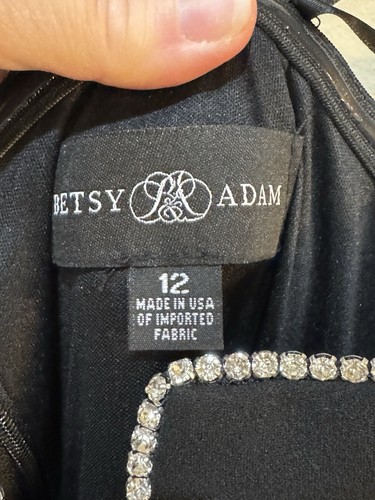 BETSY B&A ADAM
12
MADE IN USA
OF IMPORTED
FABRIC